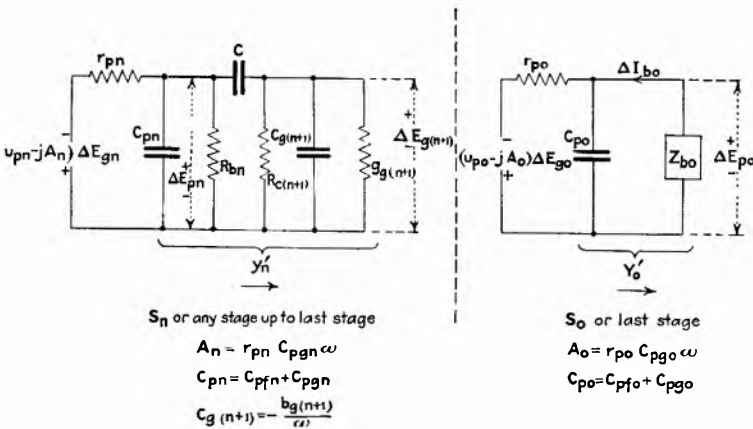 C
r_pn
C_pn
ΔE_pn
+
-
R_bn
C_g(n+1)
R_c(n+1)
g_g(n+1)
+
ΔE_g(n+1)
-
-
υ_pn-jA_n) ΔE_gn
+
y'_n
S_n or any stage up to last stage
A_n = r_pn C_pgn ω
C_pn = C_pfn + C_pgn
C_g(n+1) = - b_g(n+1)/ω
r_po
ΔI_bo
C_po
Z_bo
+
ΔE_po
-
-
(υ_po-jA_o)ΔE_go
+
Y'_o
S_o or last stage
A_o = r_po C_pgo ω
C_po = C_pfo + C_pgo